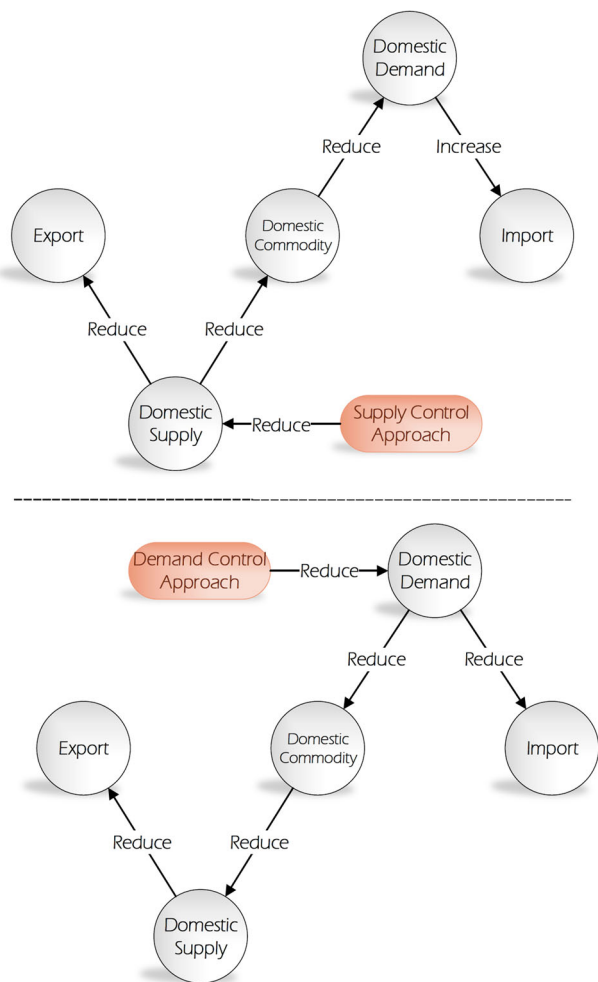 Domestic
Demand
Reduce
Increase
Export
Domestic
Commodity
Import
Reduce
Reduce
Domestic
Supply
Reduce
Supply Control
Approach
Demand Control
Approach
Reduce
Domestic
Demand
Reduce
Reduce
Export
Domestic
Commodity
Import
Reduce
Reduce
Domestic
Supply